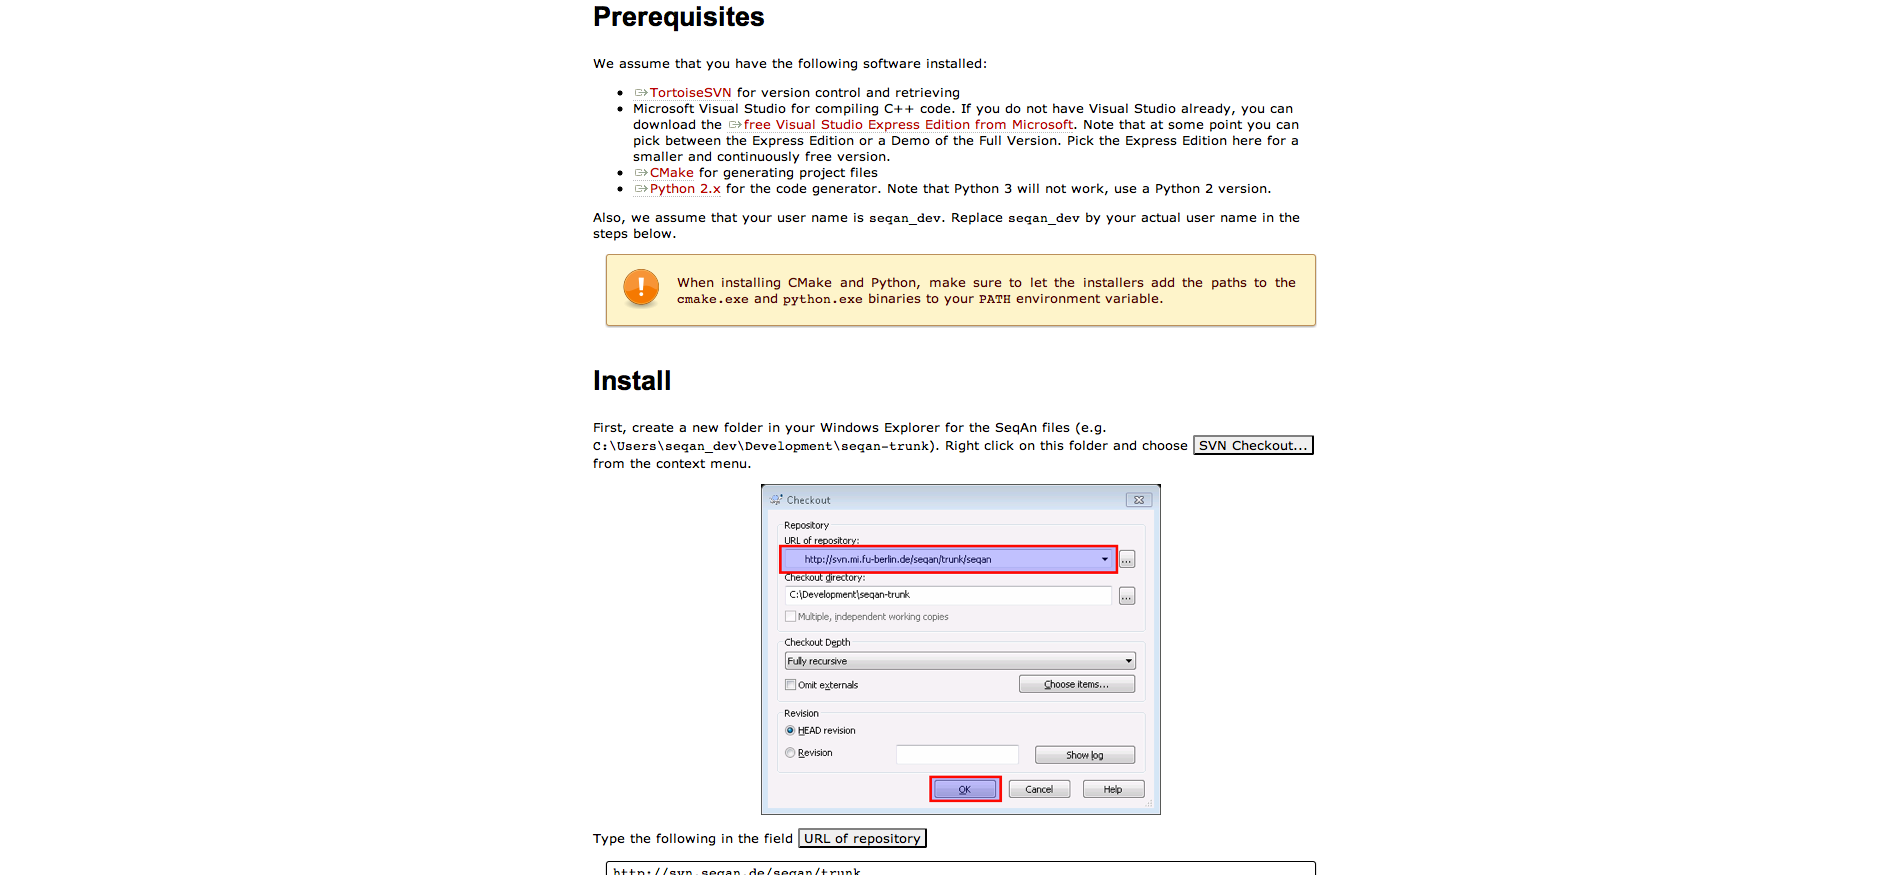 Prerequisites
We assume that you have the following software installed:
TortoiseSVN for version control and retrieving
Microsoft Visual Studio for compiling C++ code. If you do not have Visual Studio already, you can
download the free Visual Studio Express Edition from Microsoft. Note that at some point you can
pick between the Express Edition or a Demo of the Full Version. Pick the Express Edition here for a
smaller and continuously free version.
CMake for generating project files
Python 2.x for the code generator. Note that Python 3 will not work, use a Python 2 version.
Also, we assume that your user name is seqan_dev. Replace seqan_dev by your actual user name in the
steps below.
When installing CMake and Python, make sure to let the installers add the paths to the
cmake.exe and python.exe binaries to your PATH environment variable.
Install
First, create a new folder in your Windows Explorer for the SeqAn files (e.g.
C:\Users\seqan_dev\Development\seqan-trunk). Right click on this folder and choose SVN Checkout...
from the context menu.
Checkout
Repository
URL of repository:
http://svn.mi.fu-berlin.de/seqan/trunk/seqan
...
Checkout directory:
C:\Development\seqan-trunk
...
Multiple, independent working copies
Checkout Depth
Fully recursive
Omit externals
Choose items...
Revision
HEAD revision
Revision
Show log
OK Cancel Help
Type the following in the field URL of repository
http://svn.seqan.de/seqan/trunk